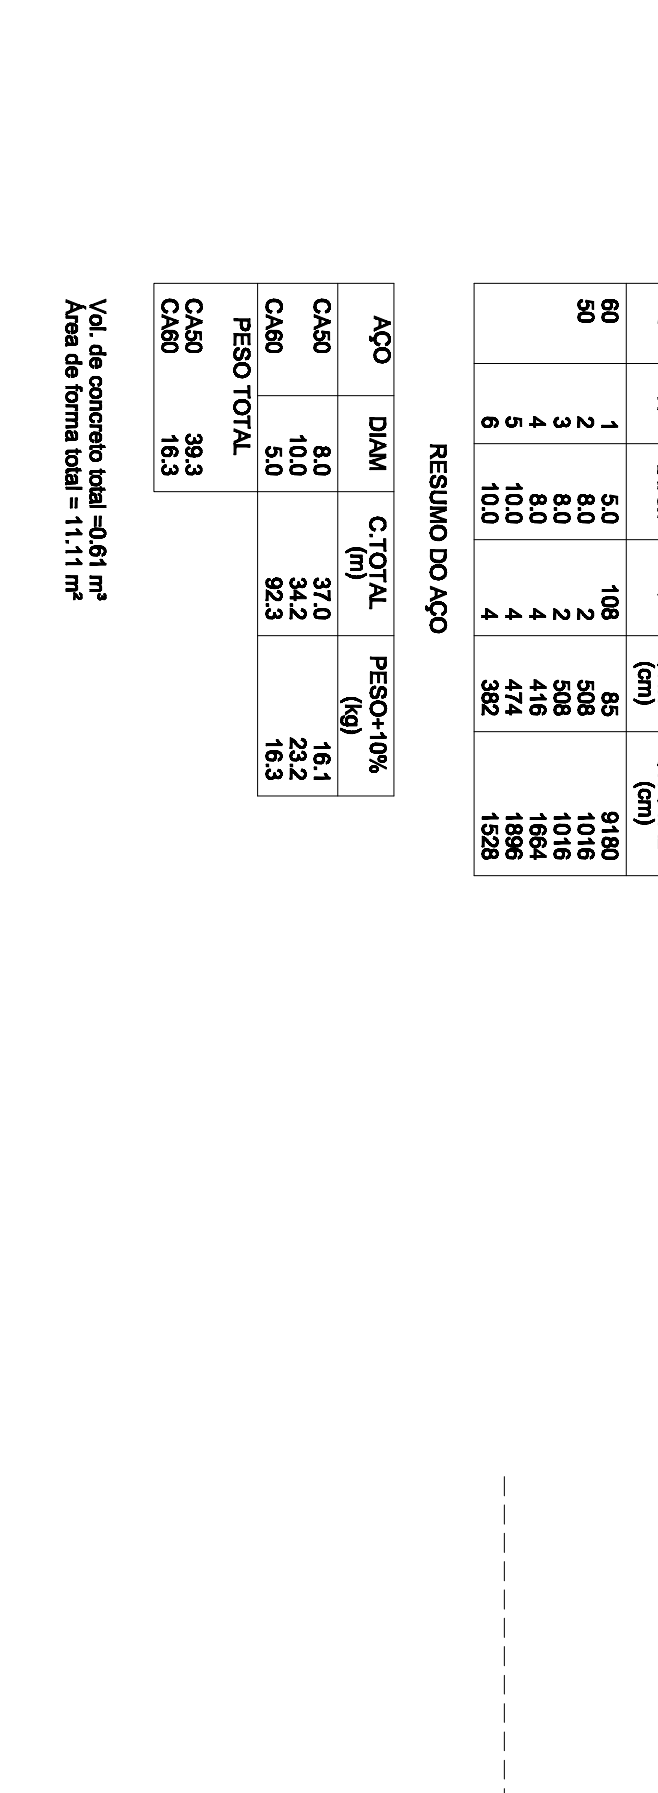 (cm) (cm)
60 1 5.0 108 85 9180
50 2 8.0 2 508 1016
3 8.0 2 508 1016
4 8.0 4 416 1664
5 10.0 4 474 1896
6 10.0 4 382 1528
RESUMO DO AÇO
AÇO DIAM C.TOTAL PESO+10%
(m) (kg)
CA50 8.0 37.0 16.1
10.0 34.2 23.2
CA60 5.0 92.3 16.3
PESO TOTAL
CA50 39.3
CA60 16.3
Vol. de concreto total =0.61 m³
Área de forma total = 11.11 m²